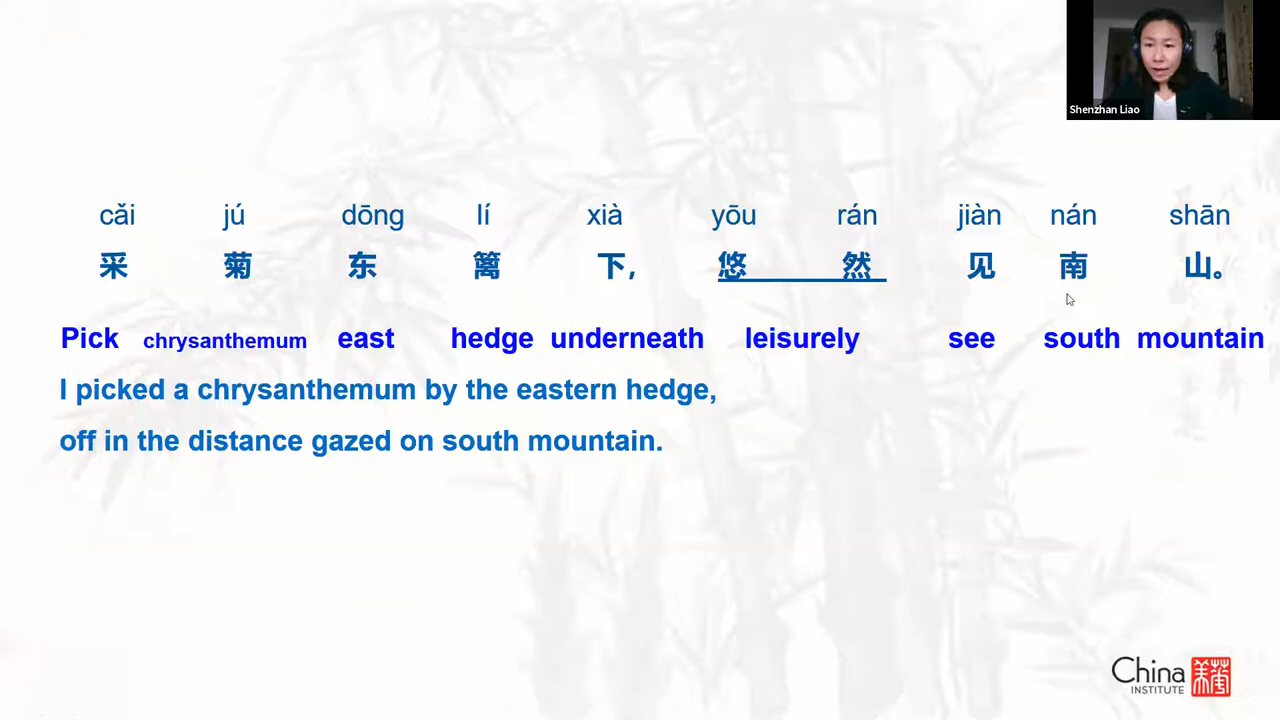 Shenzhan Liao
cǎi jú dōng lí xià yōu rán jiàn nán shān
采 菊 东 篱 下, 悠 然 见 南 山。
Pick chrysanthemum east hedge underneath leisurely see south mountain
I picked a chrysanthemum by the eastern hedge,
off in the distance gazed on south mountain.
China
INSTITUTE